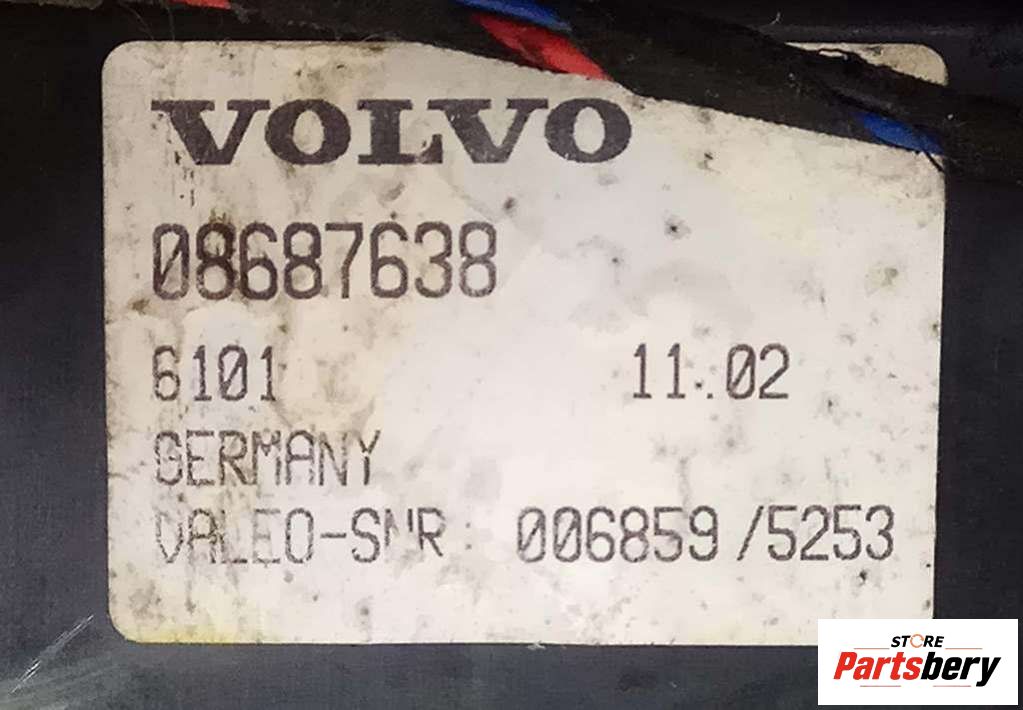 VOLVO
08687638
6101 11.02
GERMANY
VALEO-SNR: 006859/5253
STORE
Partsbery